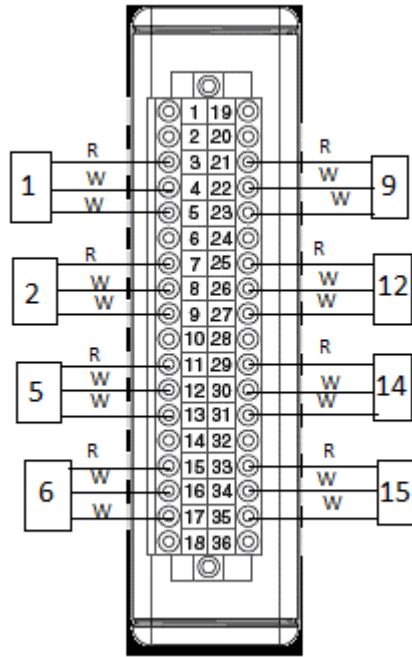 1 19
2 20
R 3 21 R
1 W 4 22 W 9
W 5 23 W
6 24
R 7 25 R
2 W 8 26 W 12
W 9 27 W
10 28
R 11 29 R
5 W 12 30 W 14
W 13 31 W
14 32
R 15 33 R
6 W 16 34 W 15
W 17 35 W
18 36